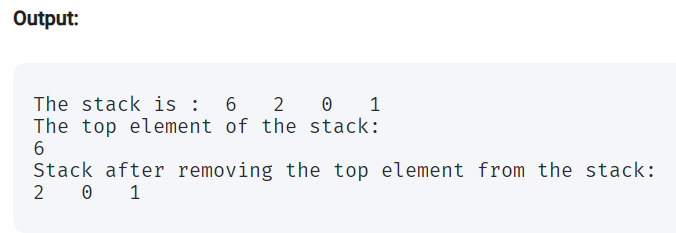 Output:
The stack is :  6   2   0   1
The top element of the stack:
6
Stack after removing the top element from the stack:
2   0   1